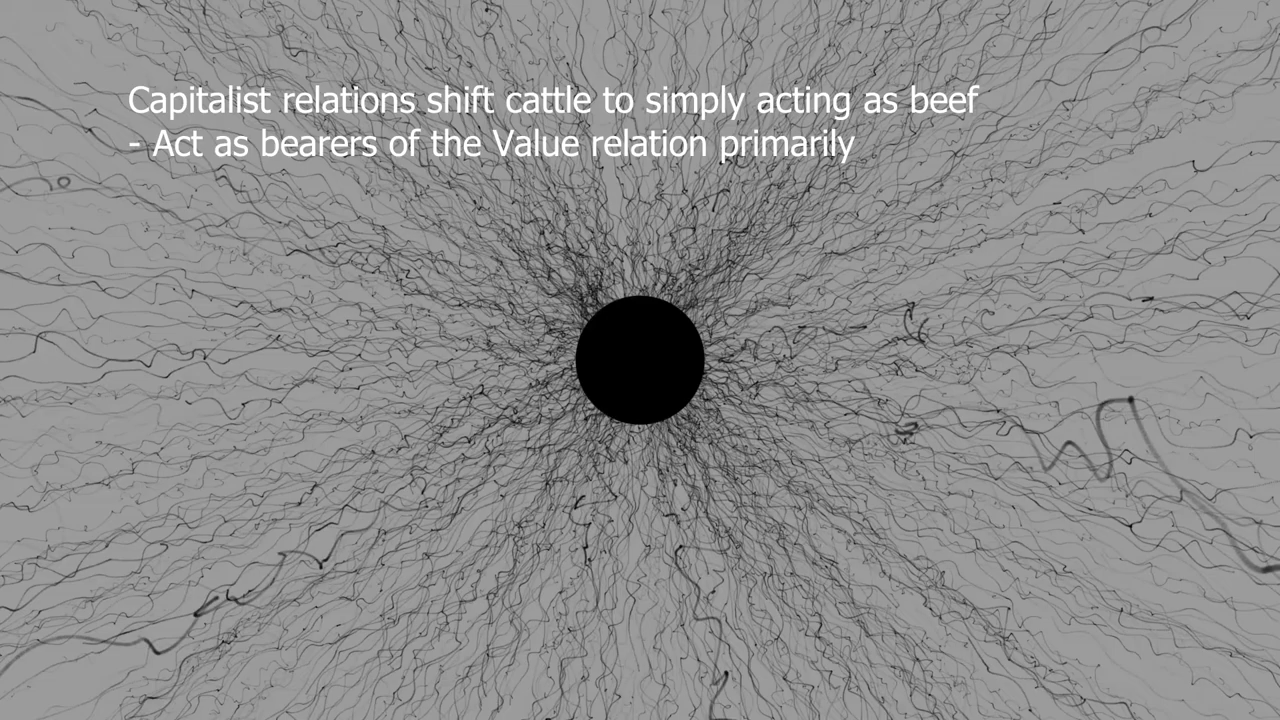 Capitalist relations shift cattle to simply acting as beef
- Act as bearers of the Value relation primarily